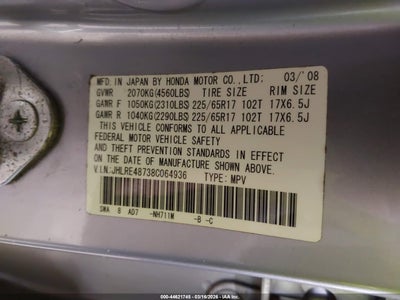 MFD. IN JAPAN BY HONDA MOTOR CO., LTD: 03/'08
GVWR 2070KG(4560LBS) TIRE SIZE RIM SIZE
GAWR F 1050KG(2310LBS) 225/65R17 102T 17X6.5J
GAWR R 1040KG(2290LBS) 225/65R17 102T 17X6.5J
THIS VEHICLE CONFORMS TO ALL APPLICABLE
FEDERAL MOTOR VEHICLE SAFETY, BUMPER,
AND THEFT PREVENTION STANDARDS IN EFFECT ON
THE DATE OF MANUFACTURE SHOWN ABOVE.
V.I.N: JHLRE48738C064936 TYPE: MPV
SWA 8 A07 -NH711M -B -C
000-44621745 - 03/16/2026 - IAA Inc.